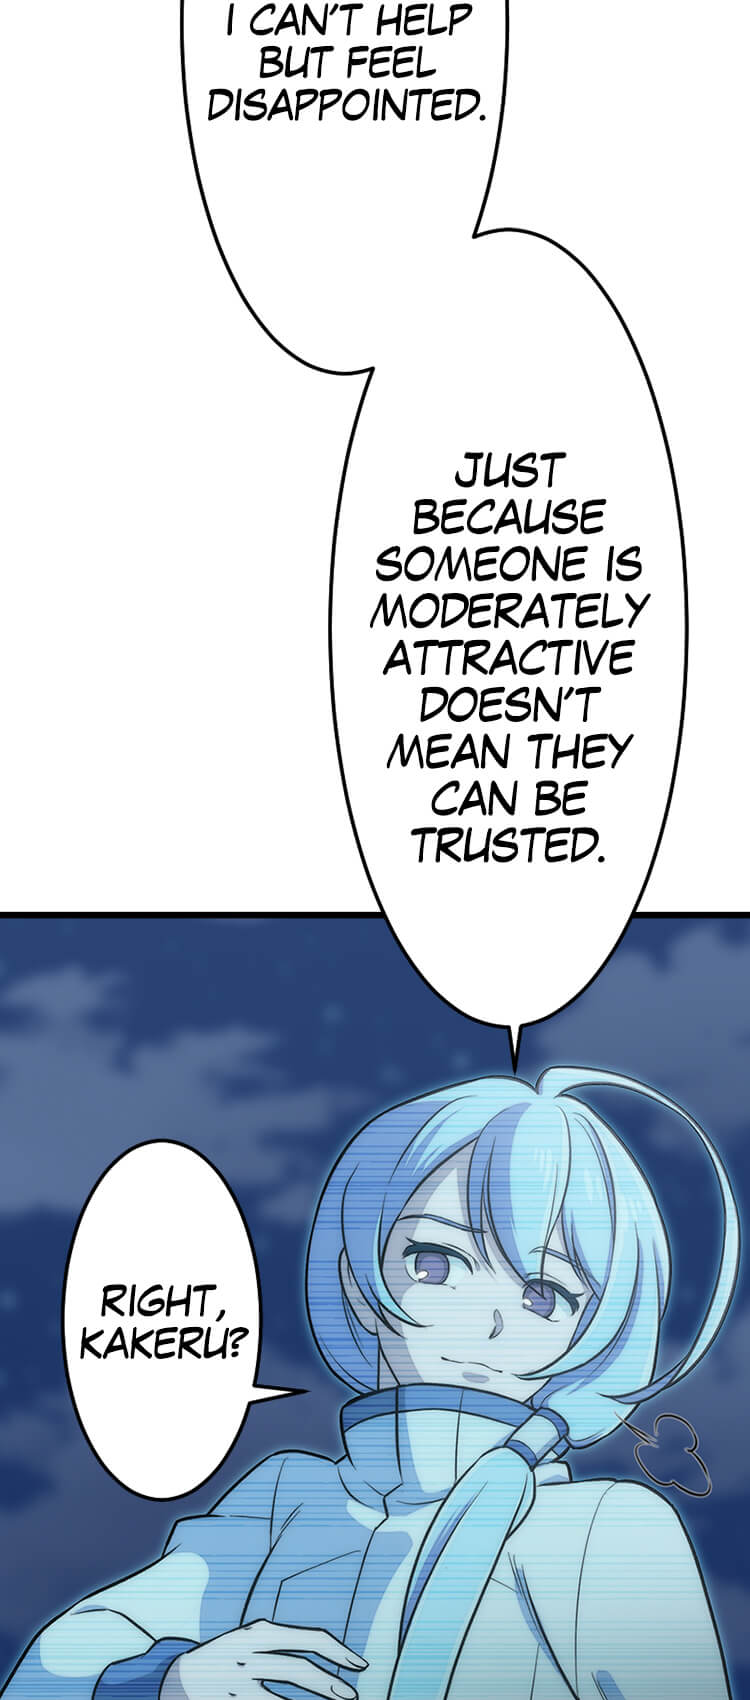 I CAN'T HELP
BUT FEEL
DISAPPOINTED.
JUST
BECAUSE
SOMEONE IS
MODERATELY
ATTRACTIVE
DOESN'T
MEAN THEY
CAN BE
TRUSTED.
RIGHT,
KAKERU?